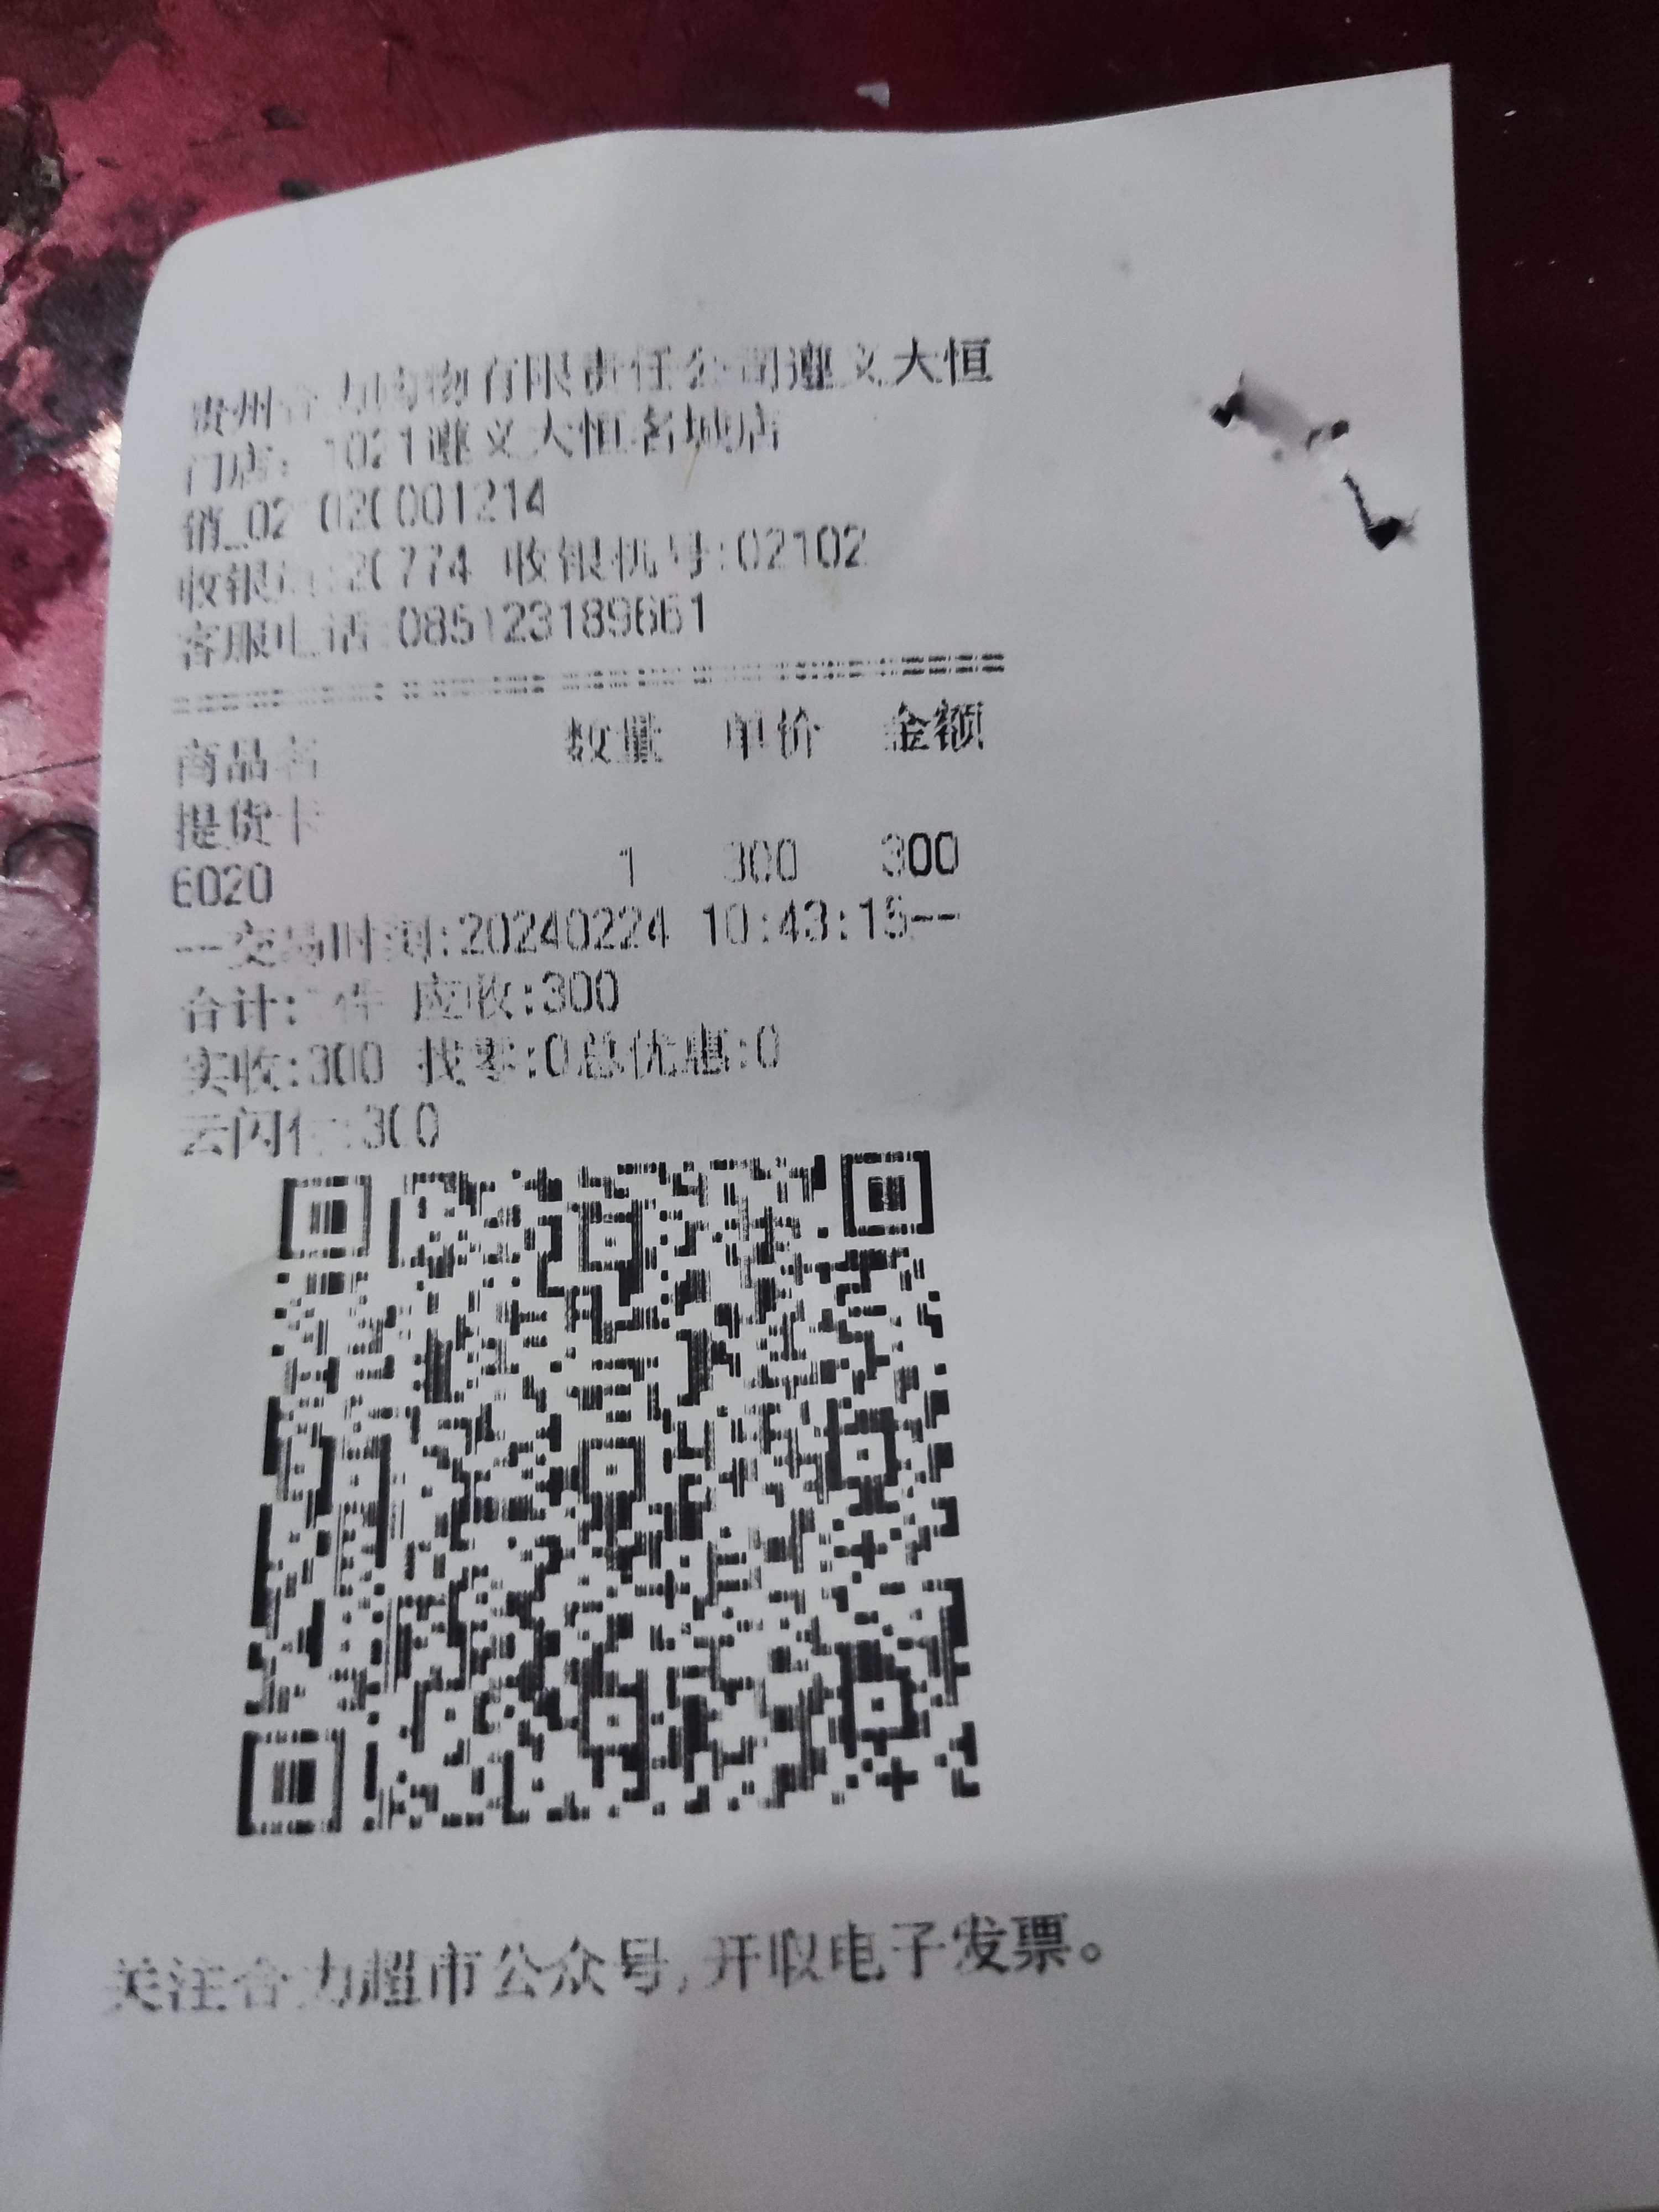 贵州合力购物有限责任公司遵义大恒
门店: 1021遵义大恒名城店
销_02 020001214
收银员:20774 收银机号:02102
客服电话:085123189661
商品名 数量 单价 金额
提货卡
6020 1 300 300
--交易时间:20240224 10:43:15--
合计:1件 应收:300
实收:300 找零:0总优惠:0
云闪付:300
关注合力超市公众号,开取电子发票。